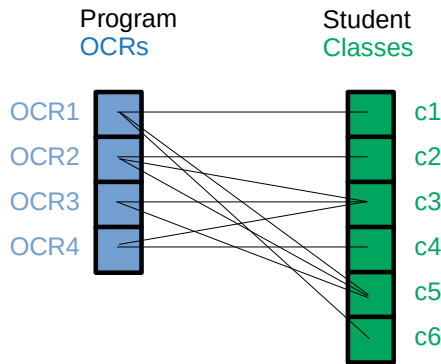 Program
OCRs
Student
Classes
OCR1
OCR2
OCR3
OCR4
c1
c2
c3
c4
c5
c6